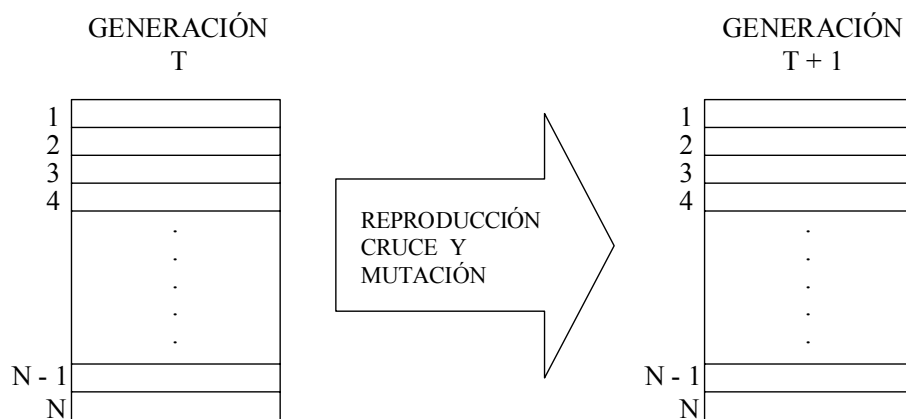 GENERACIÓN
T
1
2
3
4
N - 1
N
REPRODUCCIÓN
CRUCE Y
MUTACIÓN
GENERACIÓN
T + 1
1
2
3
4
N - 1
N